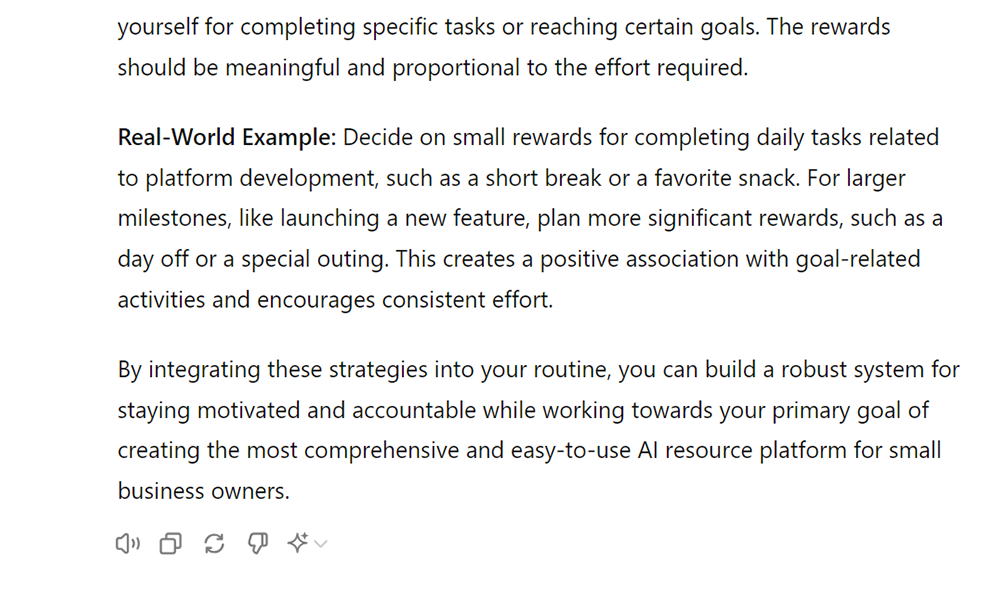 yourself for completing specific tasks or reaching certain goals. The rewards
should be meaningful and proportional to the effort required.
Real-World Example: Decide on small rewards for completing daily tasks related
to platform development, such as a short break or a favorite snack. For larger
milestones, like launching a new feature, plan more significant rewards, such as a
day off or a special outing. This creates a positive association with goal-related
activities and encourages consistent effort.
By integrating these strategies into your routine, you can build a robust system for
staying motivated and accountable while working towards your primary goal of
creating the most comprehensive and easy-to-use AI resource platform for small
business owners.